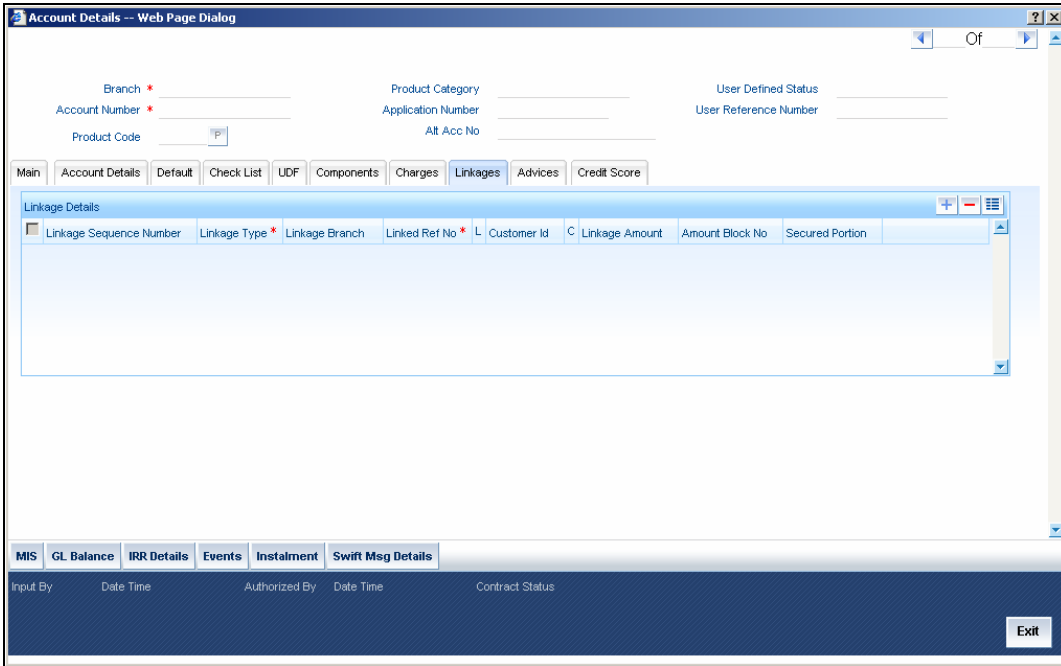 Account Details -- Web Page Dialog
? X
Of
Branch * Product Category User Defined Status
Account Number * Application Number User Reference Number
Product Code P Alt Acc No
Main Account Details Default Check List UDF Components Charges Linkages Advices Credit Score
Linkage Details
Linkage Sequence Number Linkage Type * Linkage Branch Linked Ref No * L Customer Id C Linkage Amount Amount Block No Secured Portion
MIS GL Balance IRR Details Events Instalment Swift Msg Details
Input By Date Time Authorized By Date Time Contract Status
Exit